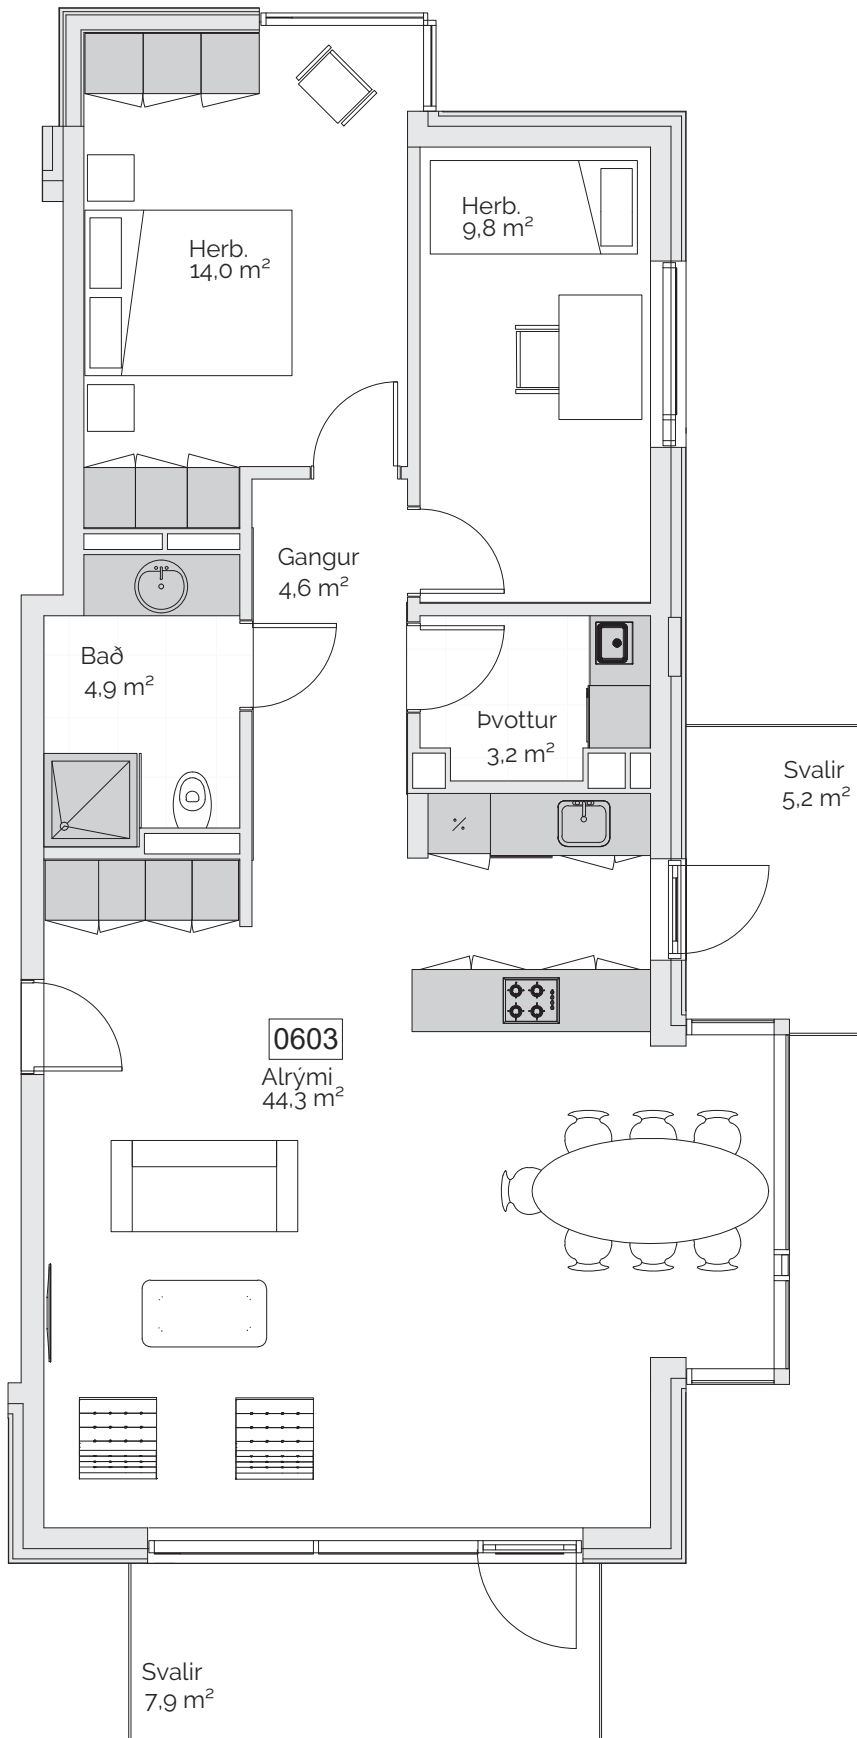 Herb.
9,8 m²
Herb.
14,0 m²
Gangur
4,6 m²
Bað
4,9 m²
Þvottur
3,2 m²
Svalir
5,2 m²
%
0603
Alrými
44,3 m²
Svalir
7,9 m²